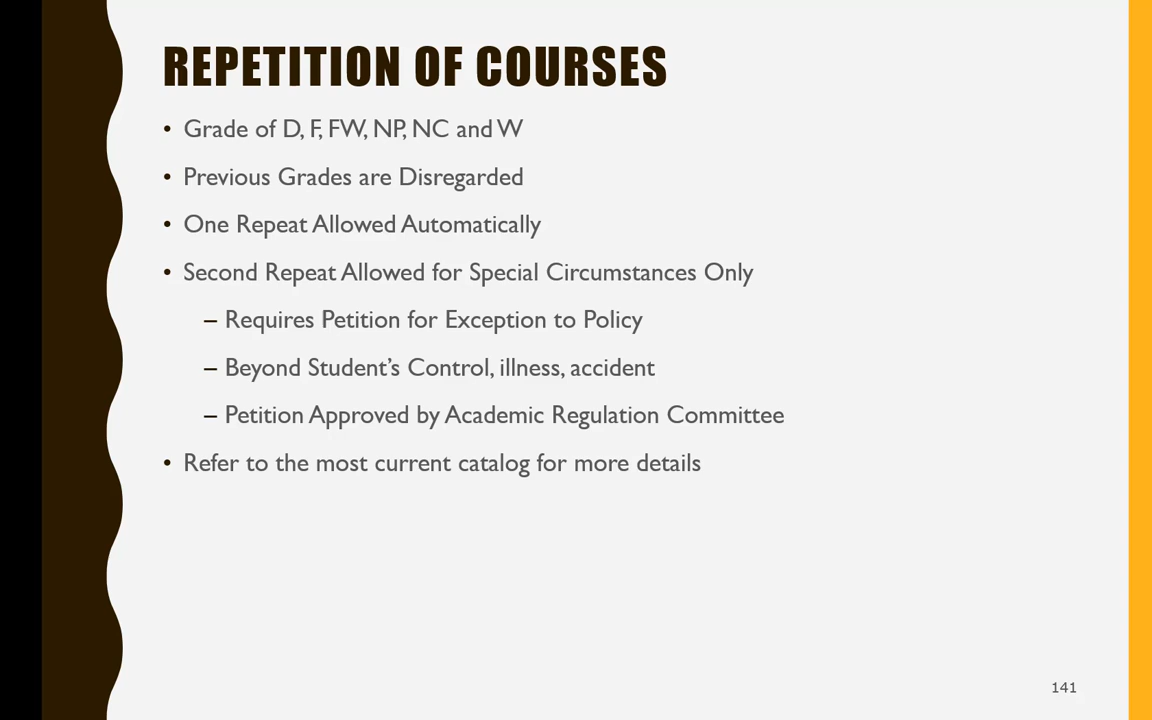 REPETITION OF COURSES
• Grade of D, F, FW, NP, NC and W
• Previous Grades are Disregarded
• One Repeat Allowed Automatically
• Second Repeat Allowed for Special Circumstances Only
– Requires Petition for Exception to Policy
– Beyond Student’s Control, illness, accident
– Petition Approved by Academic Regulation Committee
• Refer to the most current catalog for more details
141